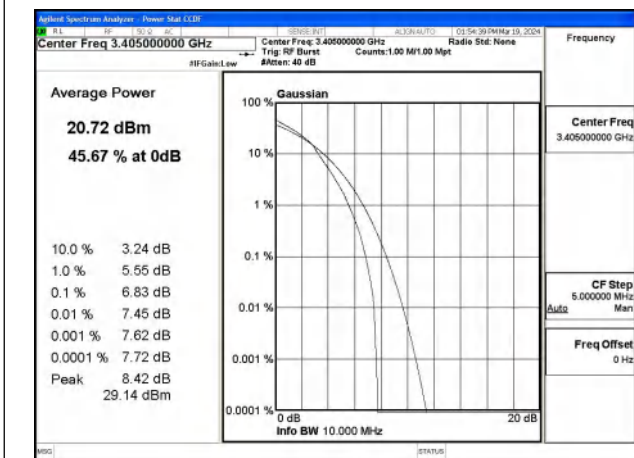 Agilent Spectrum Analyzer - Power Stat CCDF
RL RF 50 Ω AC SENSE:INT ALIGN AUTO 01:54:39 PM Mar 19, 2024
Center Freq 3.405000000 GHz
Center Freq: 3.405000000 GHz Radio Std: None
Trig: RF Burst Counts:1.00 M/1.00 Mpt
#IFGain:Low #Atten: 40 dB
Frequency
Average Power
20.72 dBm
45.67 % at 0dB
10.0 % 3.24 dB
1.0 % 5.55 dB
0.1 % 6.83 dB
0.01 % 7.45 dB
0.001 % 7.62 dB
0.0001 % 7.72 dB
Peak 8.42 dB
29.14 dBm
Gaussian
100 %
10 %
1 %
0.1 %
0.01 %
0.001 %
0.0001 %
0 dB 20 dB
Info BW 10.000 MHz
Center Freq
3.405000000 GHz
CF Step
5.000000 MHz
Auto Man
Freq Offset
0 Hz
MSG STATUS